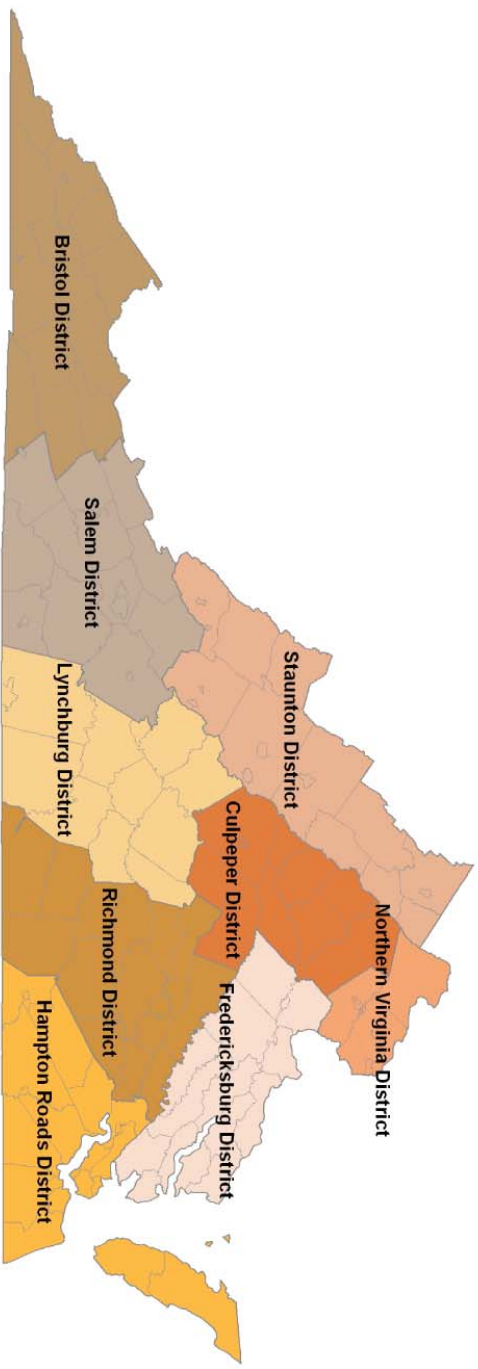 Bristol District
Salem District
Staunton District
Lynchburg District
Culpeper District
Northern Virginia District
Richmond District
Fredericksburg District
Hampton Roads District